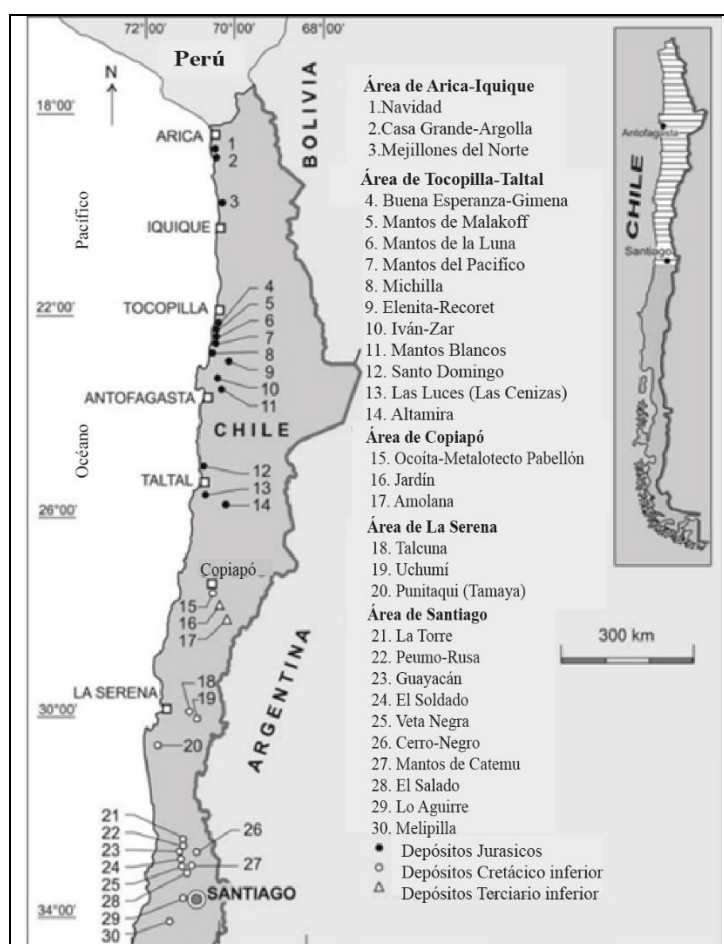 72°00' 70°00' 68°00'
Perú
N
18°00'
BOLIVIA
ARICA
1
2
3
IQUIQUE
Pacífico
TOCOPILLA
22°00'
4
5
6
7
8
9
10
11
ANTOFAGASTA
CHILE
Océano
12
TALTAL
13
14
26°00'
Copiapó
15
16
17
ARGENTINA
LA SERENA
18
19
30°00'
20
21
22
23
24
25
26
27
28
SANTIAGO
29
34°00'
30
Área de Arica-Iquique
1.Navidad
2.Casa Grande-Argolla
3.Mejillones del Norte
Área de Tocopilla-Taltal
4. Buena Esperanza-Gimena
5. Mantos de Malakoff
6. Mantos de la Luna
7. Mantos del Pacifíco
8. Michilla
9. Elenita-Recoret
10. Iván-Zar
11. Mantos Blancos
12. Santo Domingo
13. Las Luces (Las Cenizas)
14. Altamira
Área de Copiapó
15. Ocoíta-Metalotecto Pabellón
16. Jardín
17. Amolana
Área de La Serena
18. Talcuna
19. Uchumí
20. Punitaqui (Tamaya)
Área de Santiago
21. La Torre
22. Peumo-Rusa
23. Guayacán
24. El Soldado
25. Veta Negra
26. Cerro-Negro
27. Mantos de Catemu
28. El Salado
29. Lo Aguirre
30. Melipilla
Depósitos Jurasicos
Depósitos Cretácico inferior
Depósitos Terciario inferior
Antofagasta
CHILE
Santiago
300 km